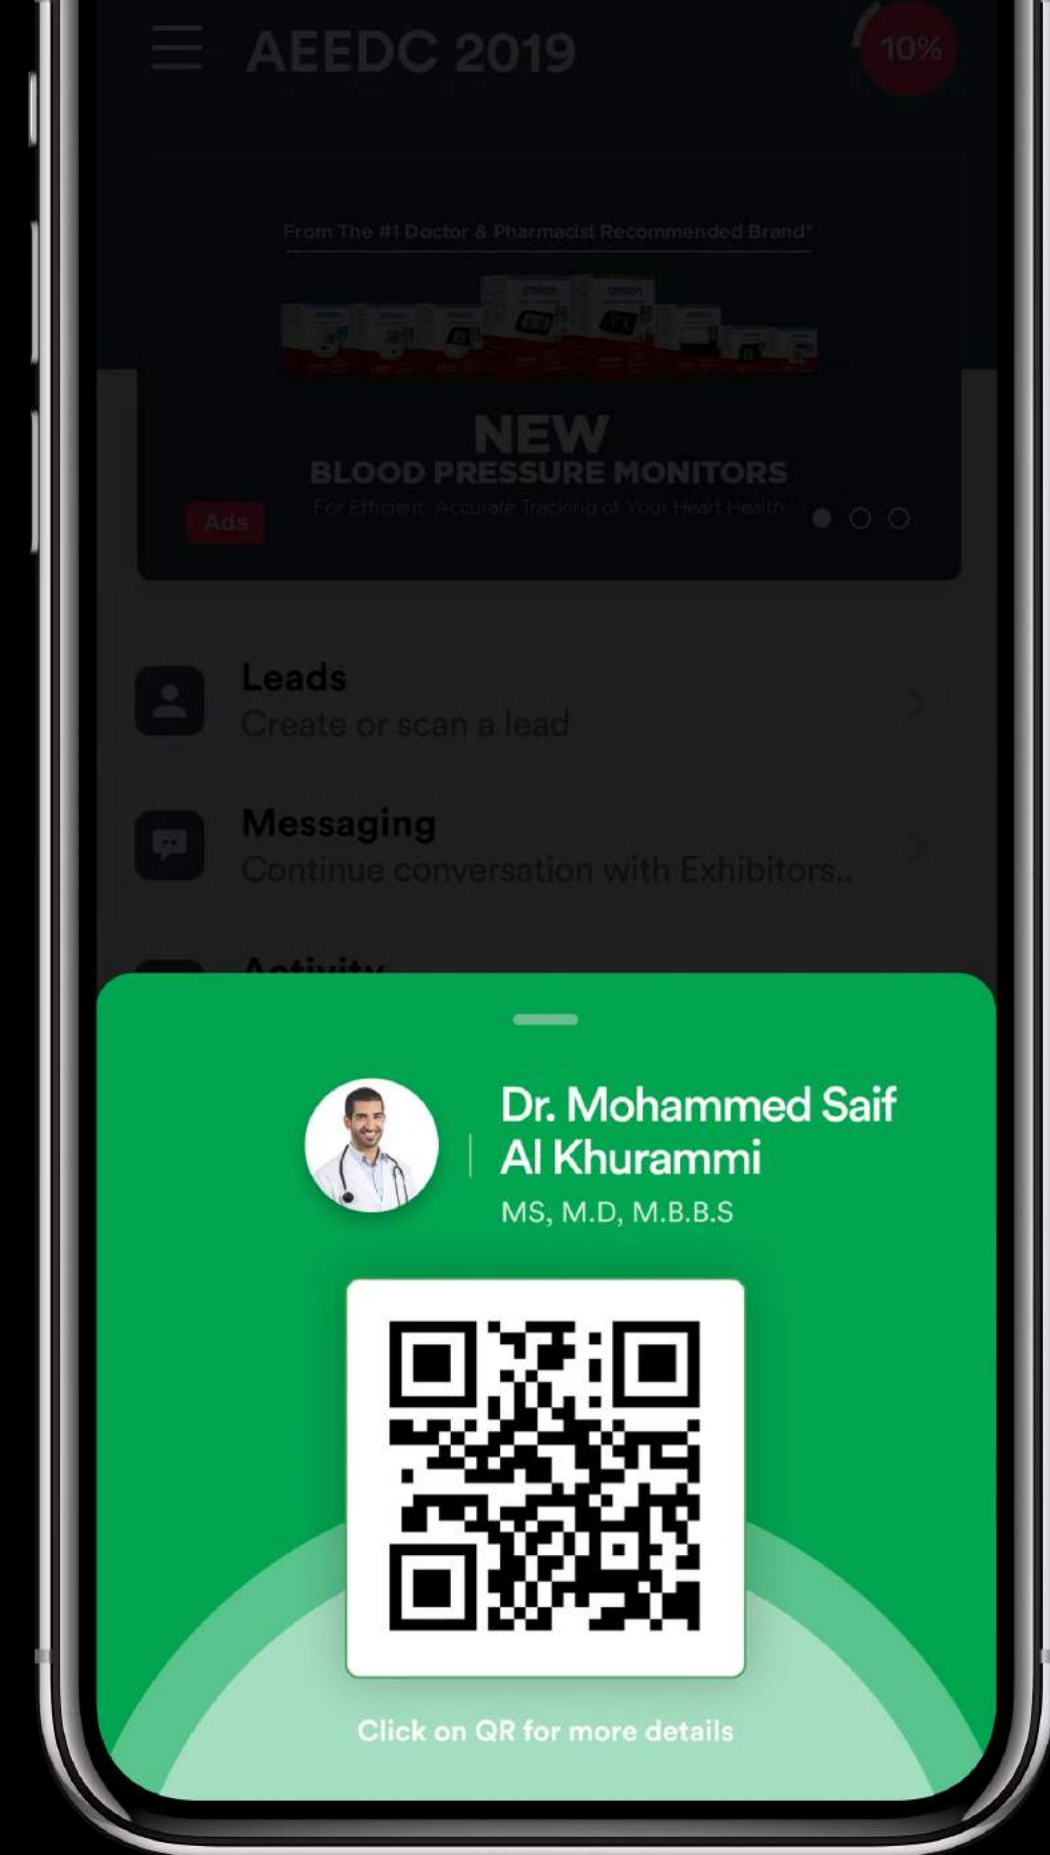 AEEDC 2019
10%
From The #1 Doctor & Pharmacist Recommended Brand*
NEW
BLOOD PRESSURE MONITORS
For Efficient, Accurate Tracking of Your Heart Health
Ads
Leads
Create or scan a lead
Messaging
Continue conversation with Exhibitors..
Activity
Dr. Mohammed Saif
Al Khurammi
MS, M.D, M.B.B.S
Click on QR for more details